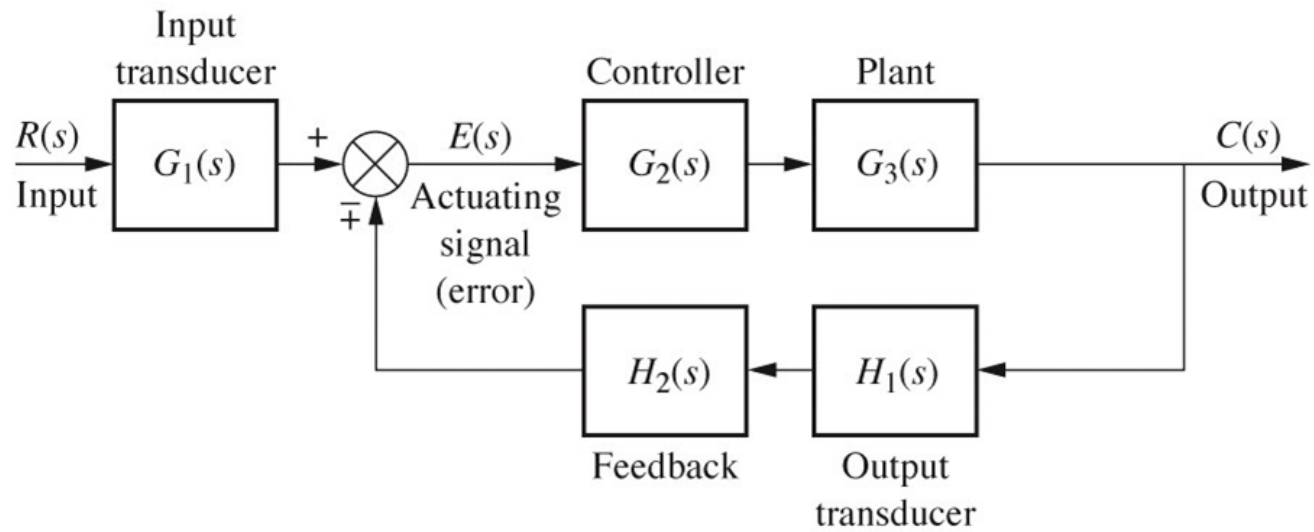 Input
transducer
Controller
Plant
R(s)
Input
G₁(s)
+
∓
E(s)
Actuating
signal
(error)
G₂(s)
G₃(s)
C(s)
Output
H₂(s)
H₁(s)
Feedback
Output
transducer